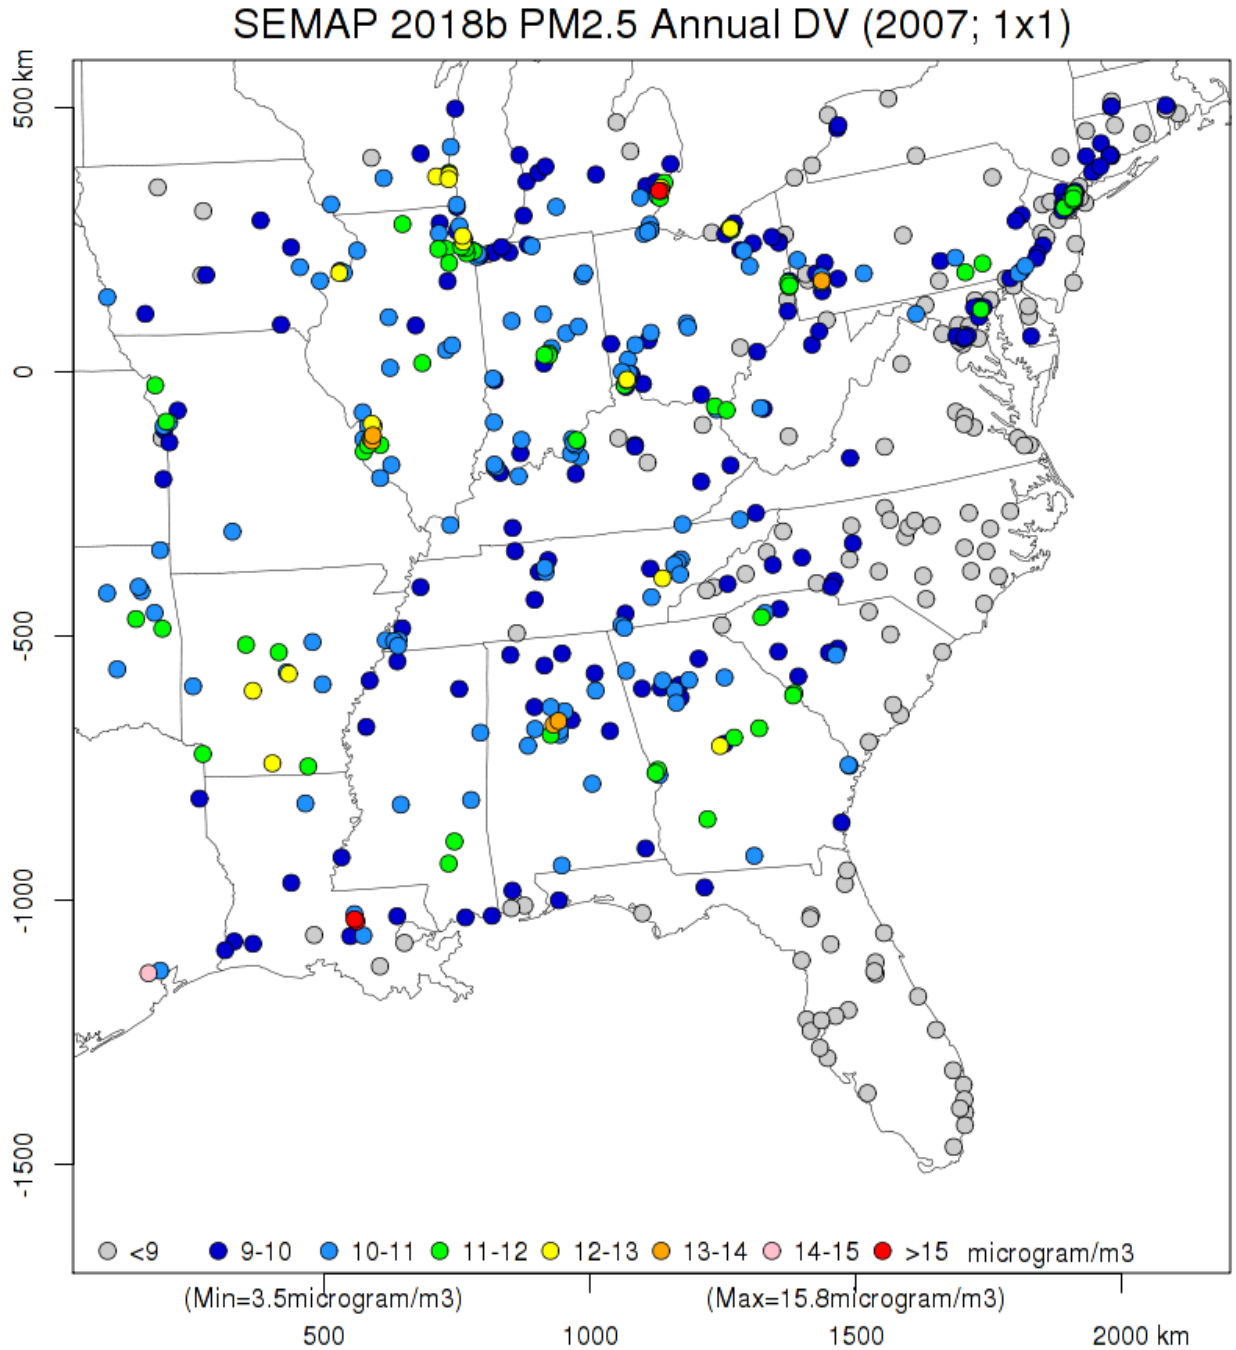 SEMAP 2018b PM2.5 Annual DV (2007; 1x1)
500 km
0
-500
-1000
-1500
<9 9-10 10-11 11-12 12-13 13-14 14-15 >15 microgram/m3
(Min=3.5microgram/m3) (Max=15.8microgram/m3)
500 1000 1500 2000 km